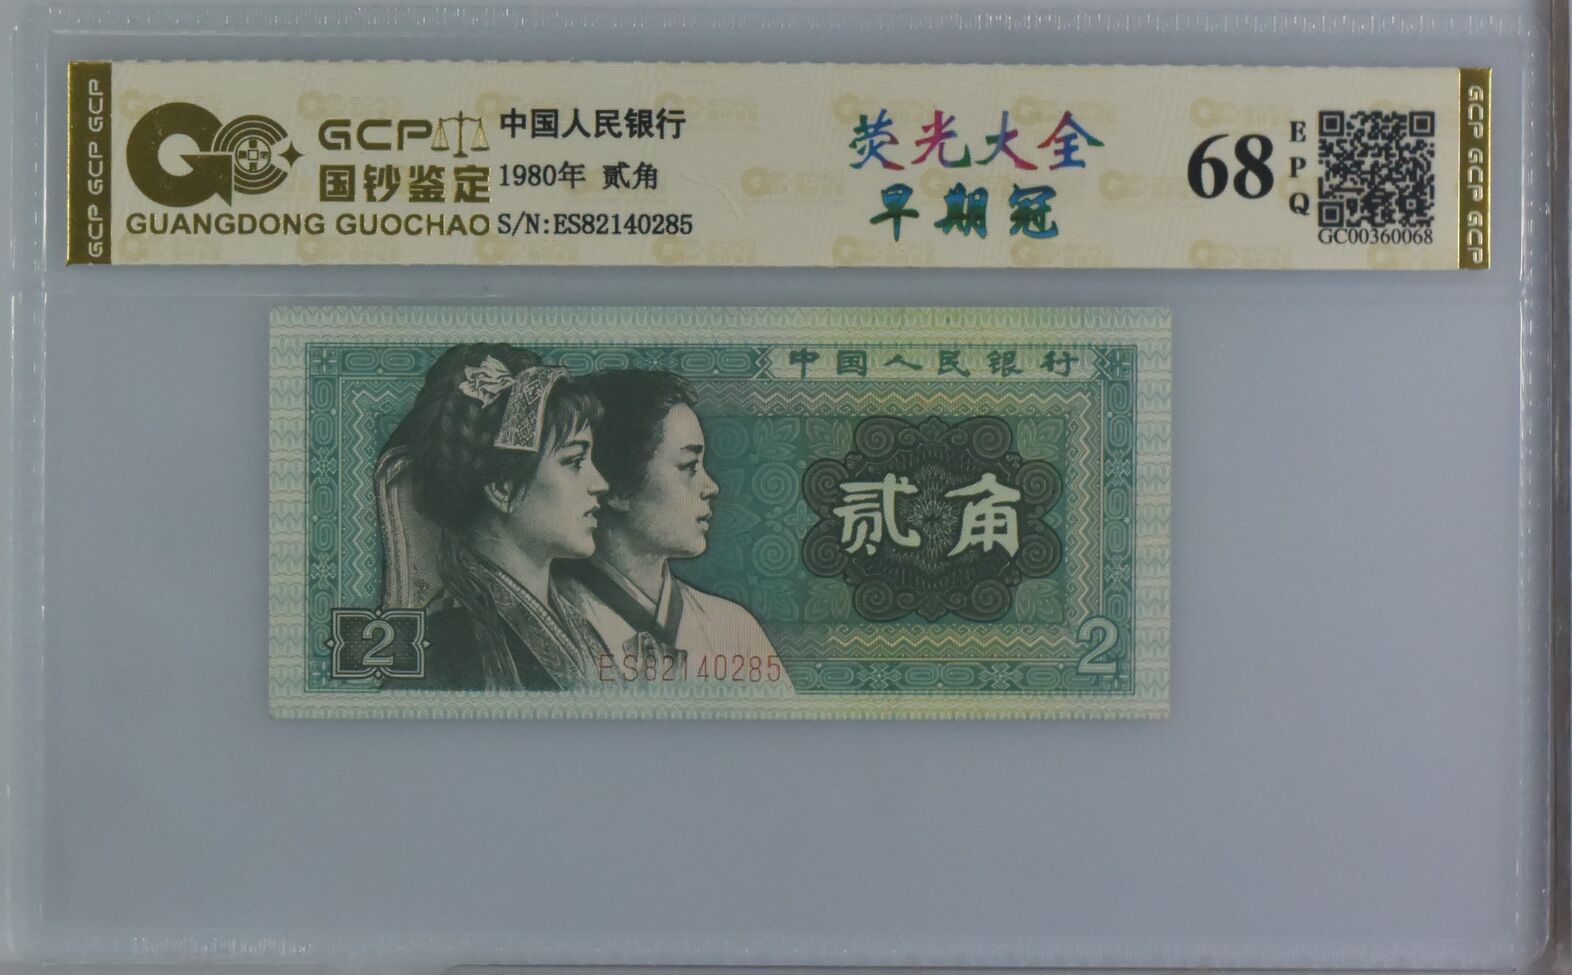 GCP GCP GCP
GCP
国钞鉴定
GUANGDONG GUOCHAO
中国人民银行
1980年 贰角
S/N:ES82140285
荧光大全
早期冠
68
EPQ
GC00360068
GCP GCP GCP
中国人民银行
贰角
2
ES82140285
2